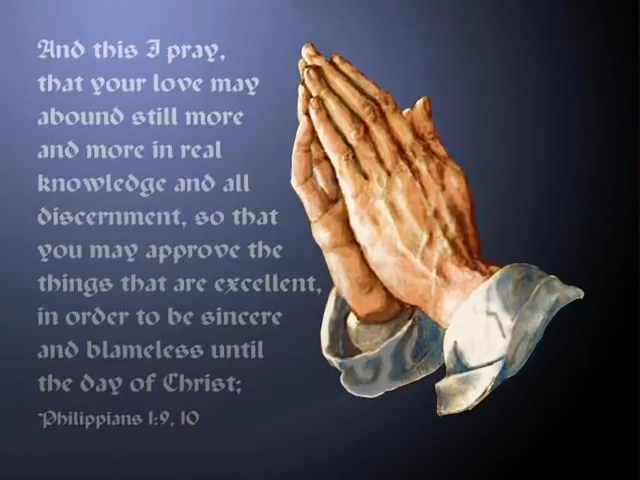 And this I pray,
that your love may
abound still more
and more in real
knowledge and all
discernment, so that
you may approve the
things that are excellent,
in order to be sincere
and blameless until
the day of Christ;
Philippians 1:9, 10